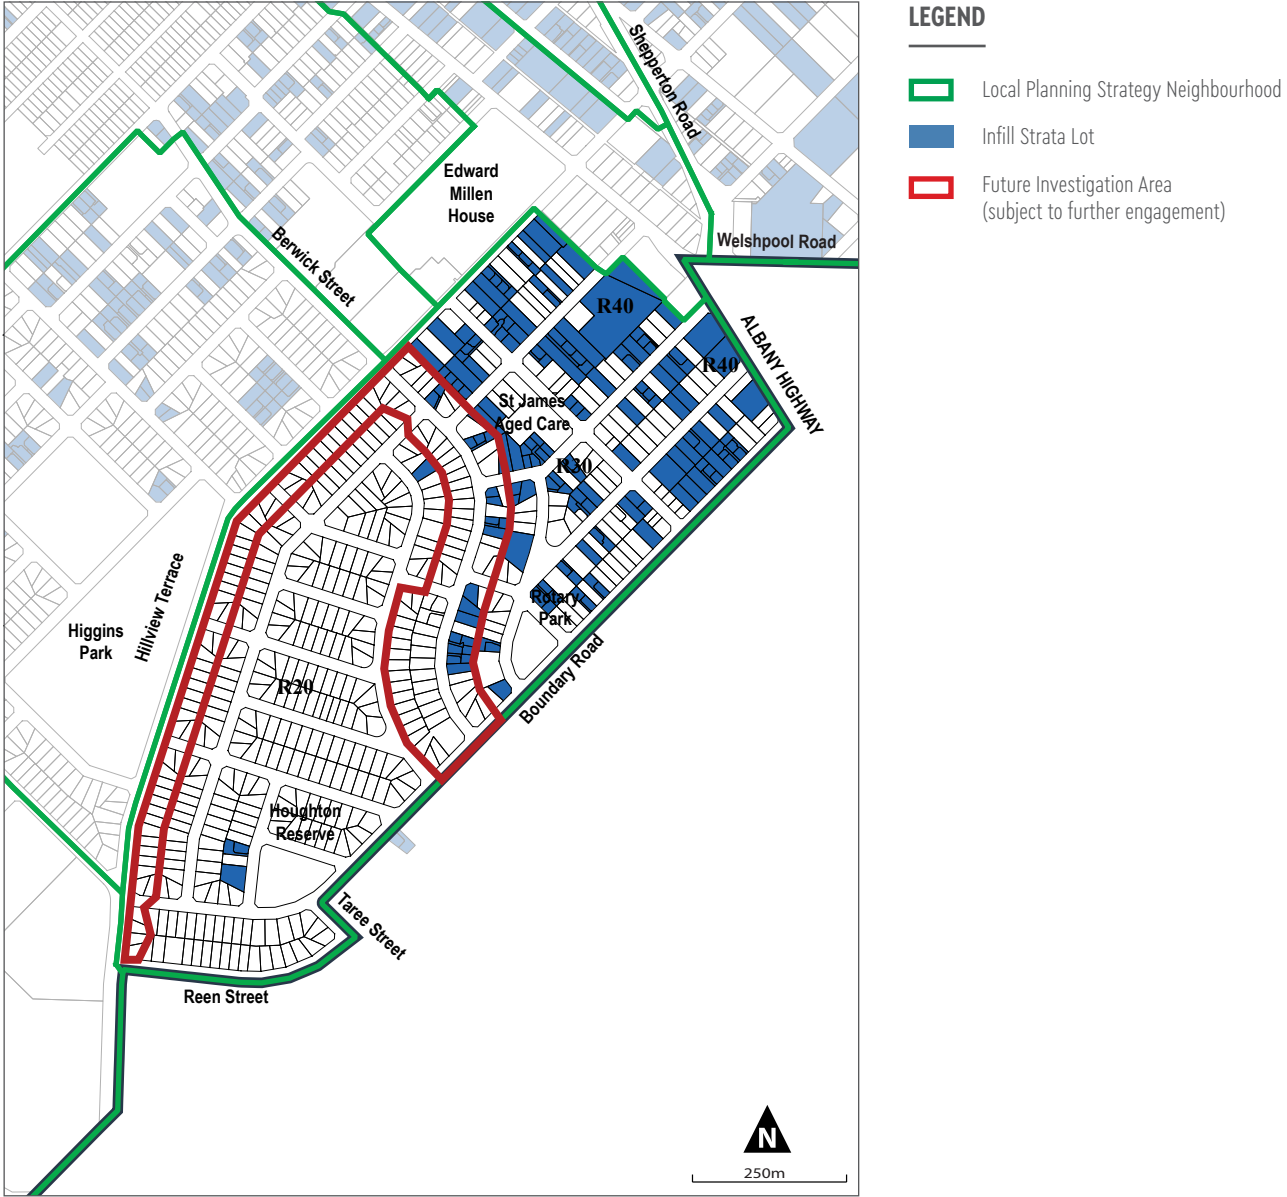 LEGEND
Local Planning Strategy Neighbourhood
Infill Strata Lot
Future Investigation Area
(subject to further engagement)
Shepperton Road
Edward
Millen
House
Welshpool Road
Berwick Street
R40
ALBANY HIGHWAY
R40
St James
Aged Care
R30
Hillview Terrace
Rotary
Park
Higgins
Park
Boundary Road
R20
Houghton
Reserve
Taree Street
Reen Street
N
250m